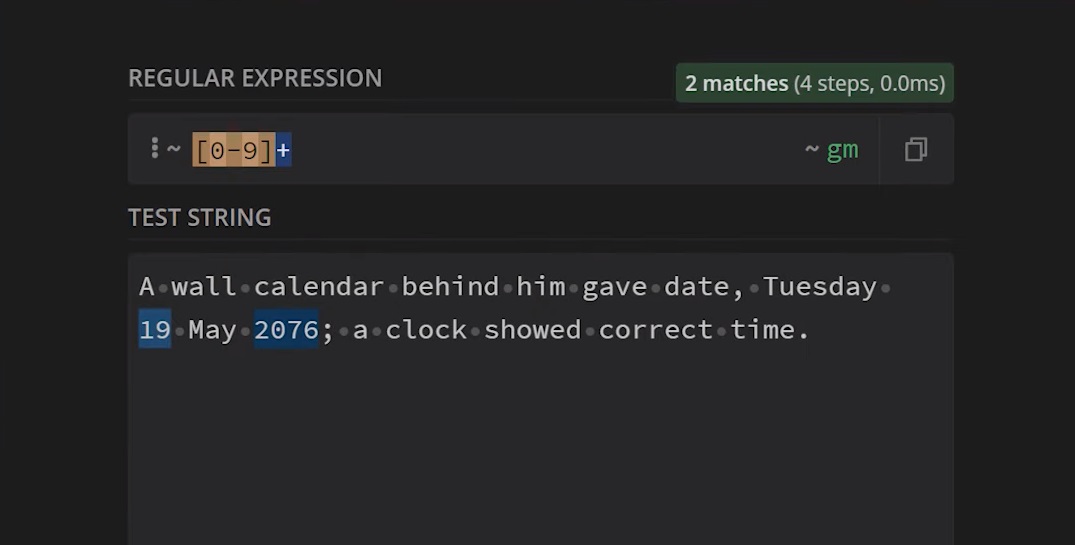 REGULAR EXPRESSION
2 matches (4 steps, 0.0ms)
~ [0-9]+ ~ gm
TEST STRING
A·wall·calendar·behind·him·gave·date,·Tuesday·
19·May·2076;·a·clock·showed·correct·time.